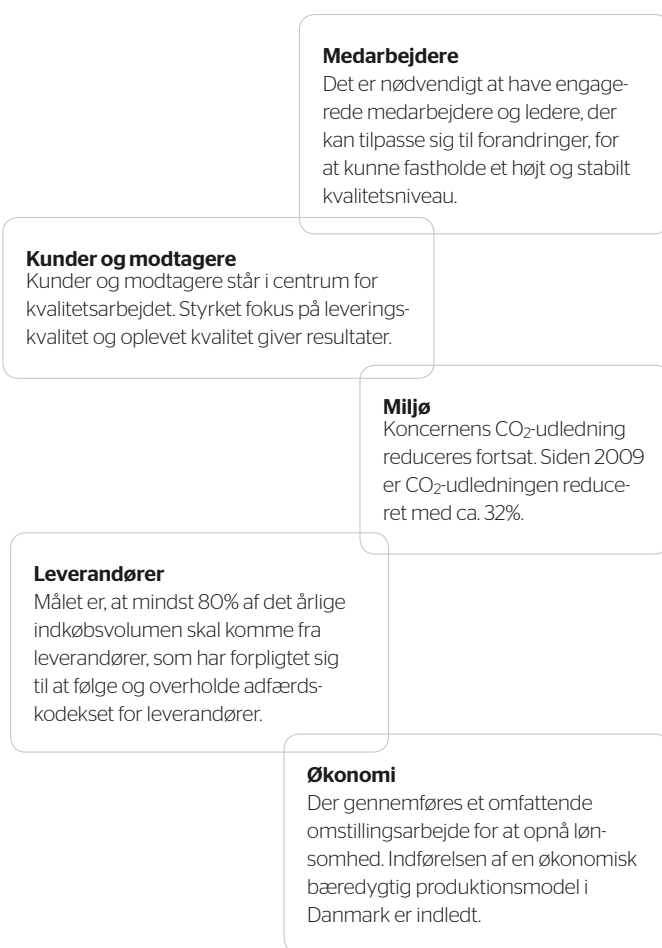 Medarbejdere
Det er nødvendigt at have engage-
rede medarbejdere og ledere, der
kan tilpasse sig til forandringer, for
at kunne fastholde et højt og stabilt
kvalitetsniveau.
Kunder og modtagere
Kunder og modtagere står i centrum for
kvalitetsarbejdet. Styrket fokus på leverings-
kvalitet og oplevet kvalitet giver resultater.
Miljø
Koncernens CO₂-udledning
reduceres fortsat. Siden 2009
er CO₂-udledningen reduce-
ret med ca. 32%.
Leverandører
Målet er, at mindst 80% af det årlige
indkøbsvolumen skal komme fra
leverandører, som har forpligtet sig
til at følge og overholde adfærds-
kodekset for leverandører.
Økonomi
Der gennemføres et omfattende
omstillingsarbejde for at opnå løn-
somhed. Indførelsen af en økonomisk
bæredygtig produktionsmodel i
Danmark er indledt.